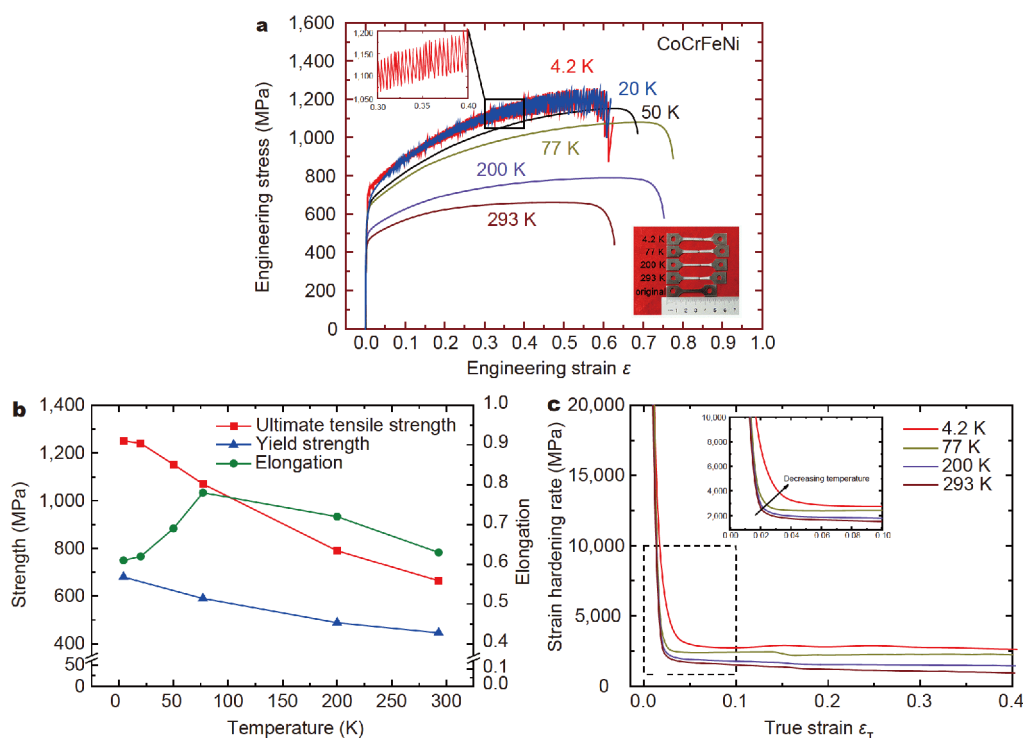 a
1,600
1,400
1,200
1,000
800
600
400
200
0
Engineering stress (MPa)
0.0 0.1 0.2 0.3 0.4 0.5 0.6 0.7 0.8 0.9 1.0
Engineering strain ε
CoCrFeNi
4.2 K
20 K
50 K
77 K
200 K
293 K
1,200
1,150
1,100
1,050
0.30 0.35 0.40
4.2 K
77 K
200 K
293 K
original
1 2 3 4 5 6 7
b
1,400
1,200
1,000
800
600
400
50
0
Strength (MPa)
Ultimate tensile strength
Yield strength
Elongation
1.0
0.9
0.8
0.7
0.6
0.5
0.4
0.1
0.0
Elongation
0 50 100 150 200 250 300
Temperature (K)
c
20,000
15,000
10,000
5,000
0
Strain hardening rate (MPa)
10,000
8,000
6,000
4,000
2,000
Decreasing temperature
0.00 0.02 0.04 0.06 0.08 0.10
4.2 K
77 K
200 K
293 K
0.0 0.1 0.2 0.3 0.4
True strain εT